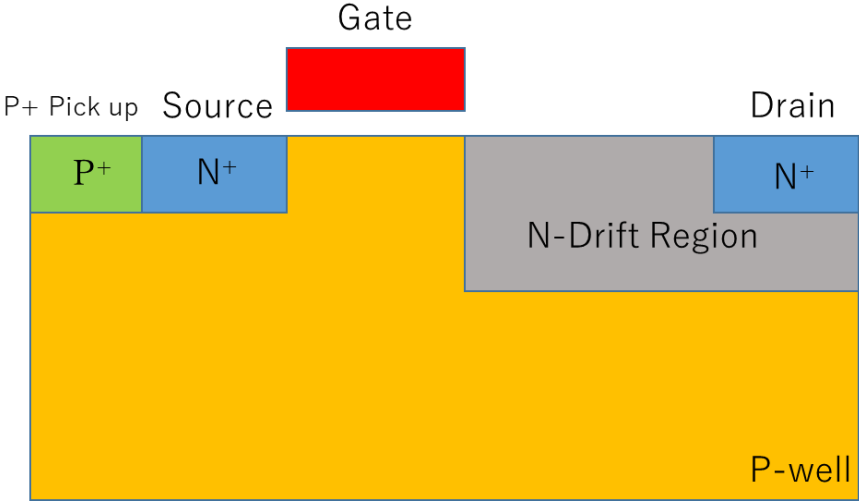 Gate
P+ Pick up
Source
Drain
P+
N+
N+
N-Drift Region
P-well